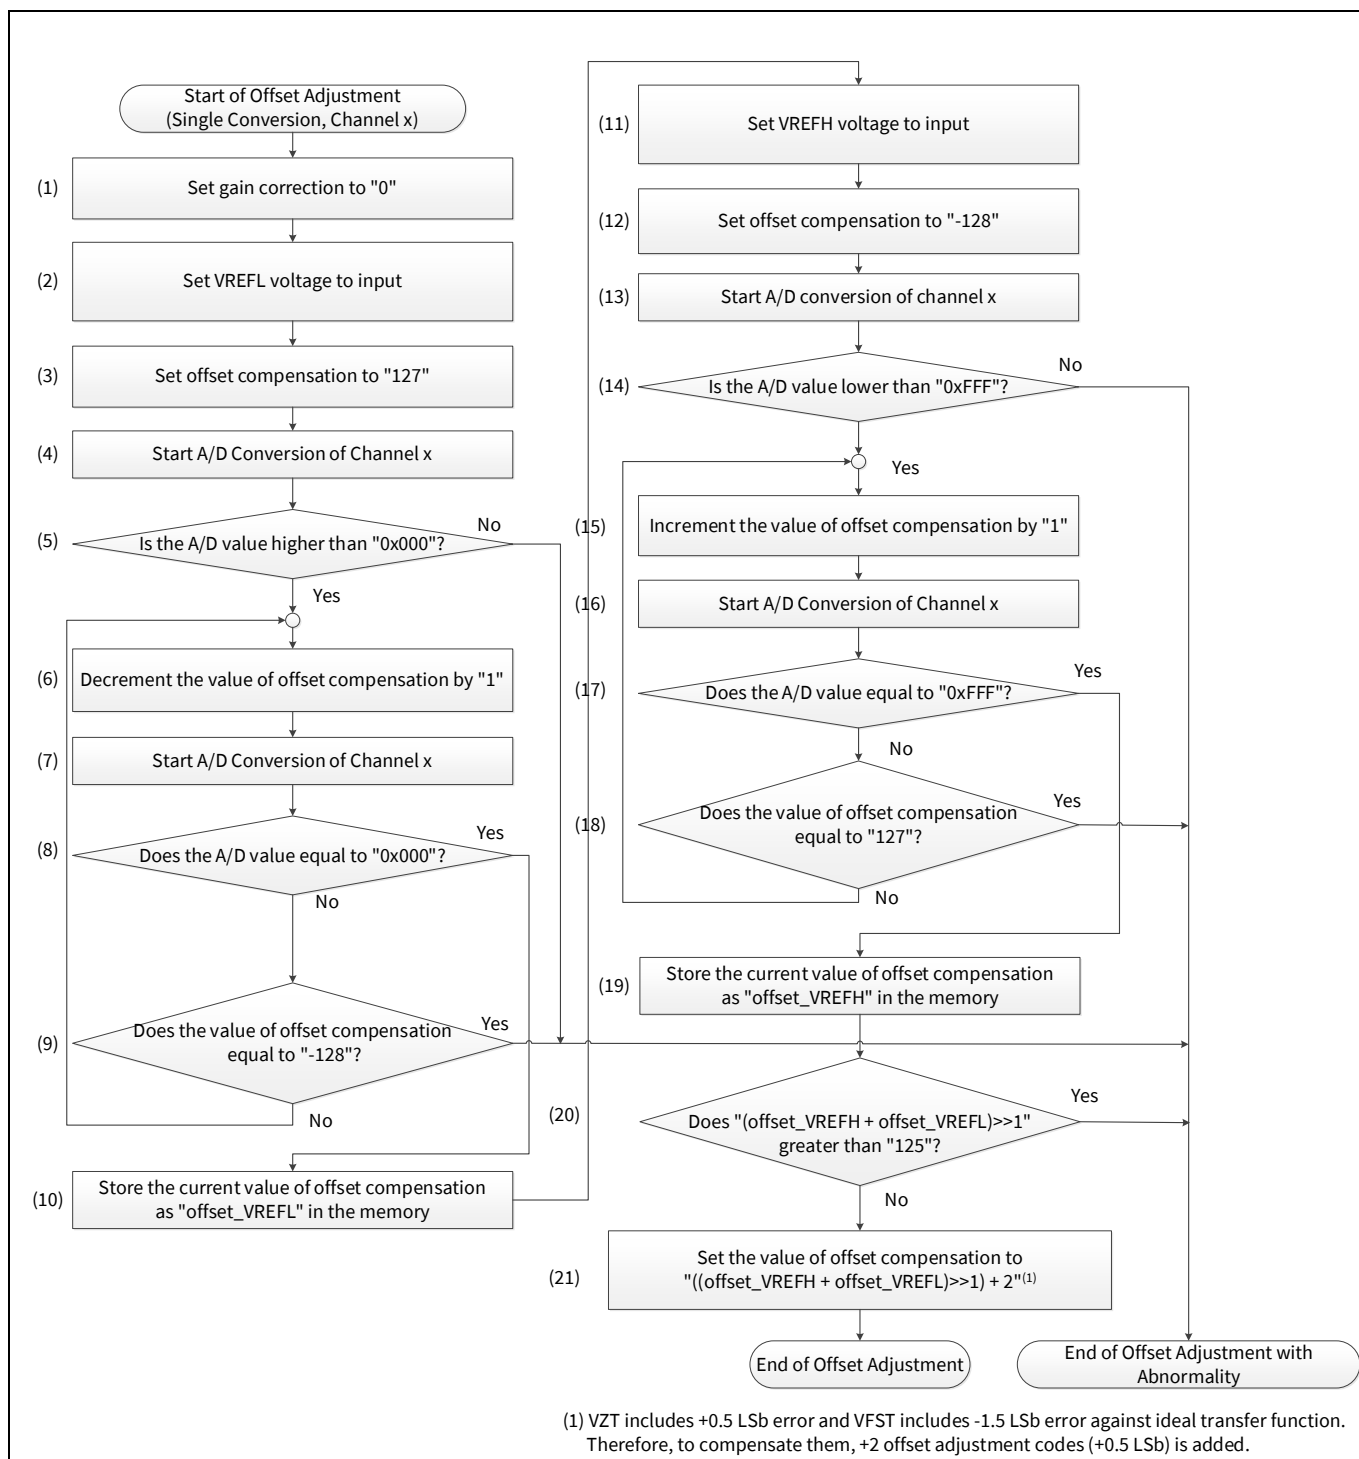 Start of Offset Adjustment
(Single Conversion, Channel x)
(1)
Set gain correction to "0"
(2)
Set VREFL voltage to input
(3)
Set offset compensation to "127"
(4)
Start A/D Conversion of Channel x
(5)
Is the A/D value higher than "0x000"?
No
Yes
(6)
Decrement the value of offset compensation by "1"
(7)
Start A/D Conversion of Channel x
(8)
Does the A/D value equal to "0x000"?
Yes
No
(9)
Does the value of offset compensation
equal to "-128"?
Yes
No
(10)
Store the current value of offset compensation
as "offset_VREFL" in the memory
(11)
Set VREFH voltage to input
(12)
Set offset compensation to "-128"
(13)
Start A/D conversion of channel x
(14)
Is the A/D value lower than "0xFFF"?
No
Yes
(15)
Increment the value of offset compensation by "1"
(16)
Start A/D Conversion of Channel x
(17)
Does the A/D value equal to "0xFFF"?
Yes
No
(18)
Does the value of offset compensation
equal to "127"?
Yes
No
(19)
Store the current value of offset compensation
as "offset_VREFH" in the memory
(20)
Does "(offset_VREFH + offset_VREFL)>>1"
greater than "125"?
Yes
No
(21)
Set the value of offset compensation to
"((offset_VREFH + offset_VREFL)>>1) + 2"(1)
End of Offset Adjustment
End of Offset Adjustment with
Abnormality
(1) VZT includes +0.5 LSb error and VFST includes -1.5 LSb error against ideal transfer function.
Therefore, to compensate them, +2 offset adjustment codes (+0.5 LSb) is added.